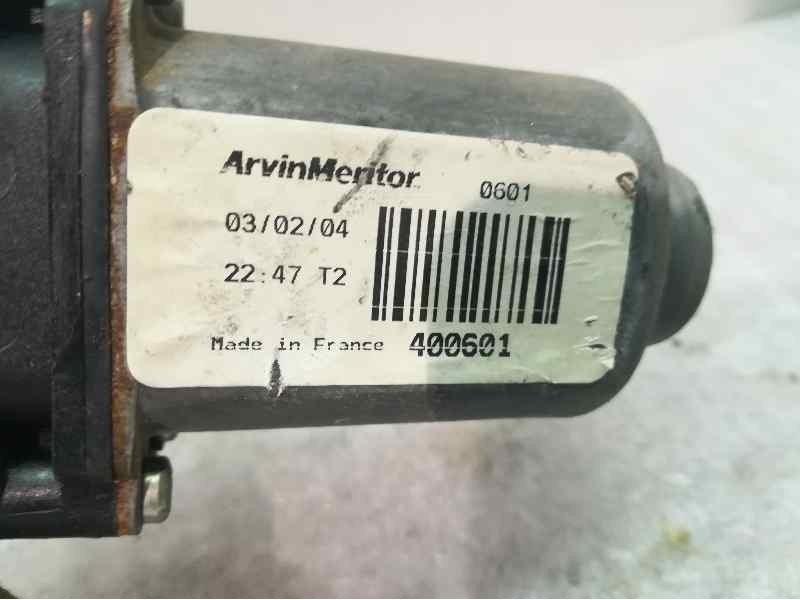 ArvinMeritor 0601
03/02/04
22:47 T2
Made in France 400601